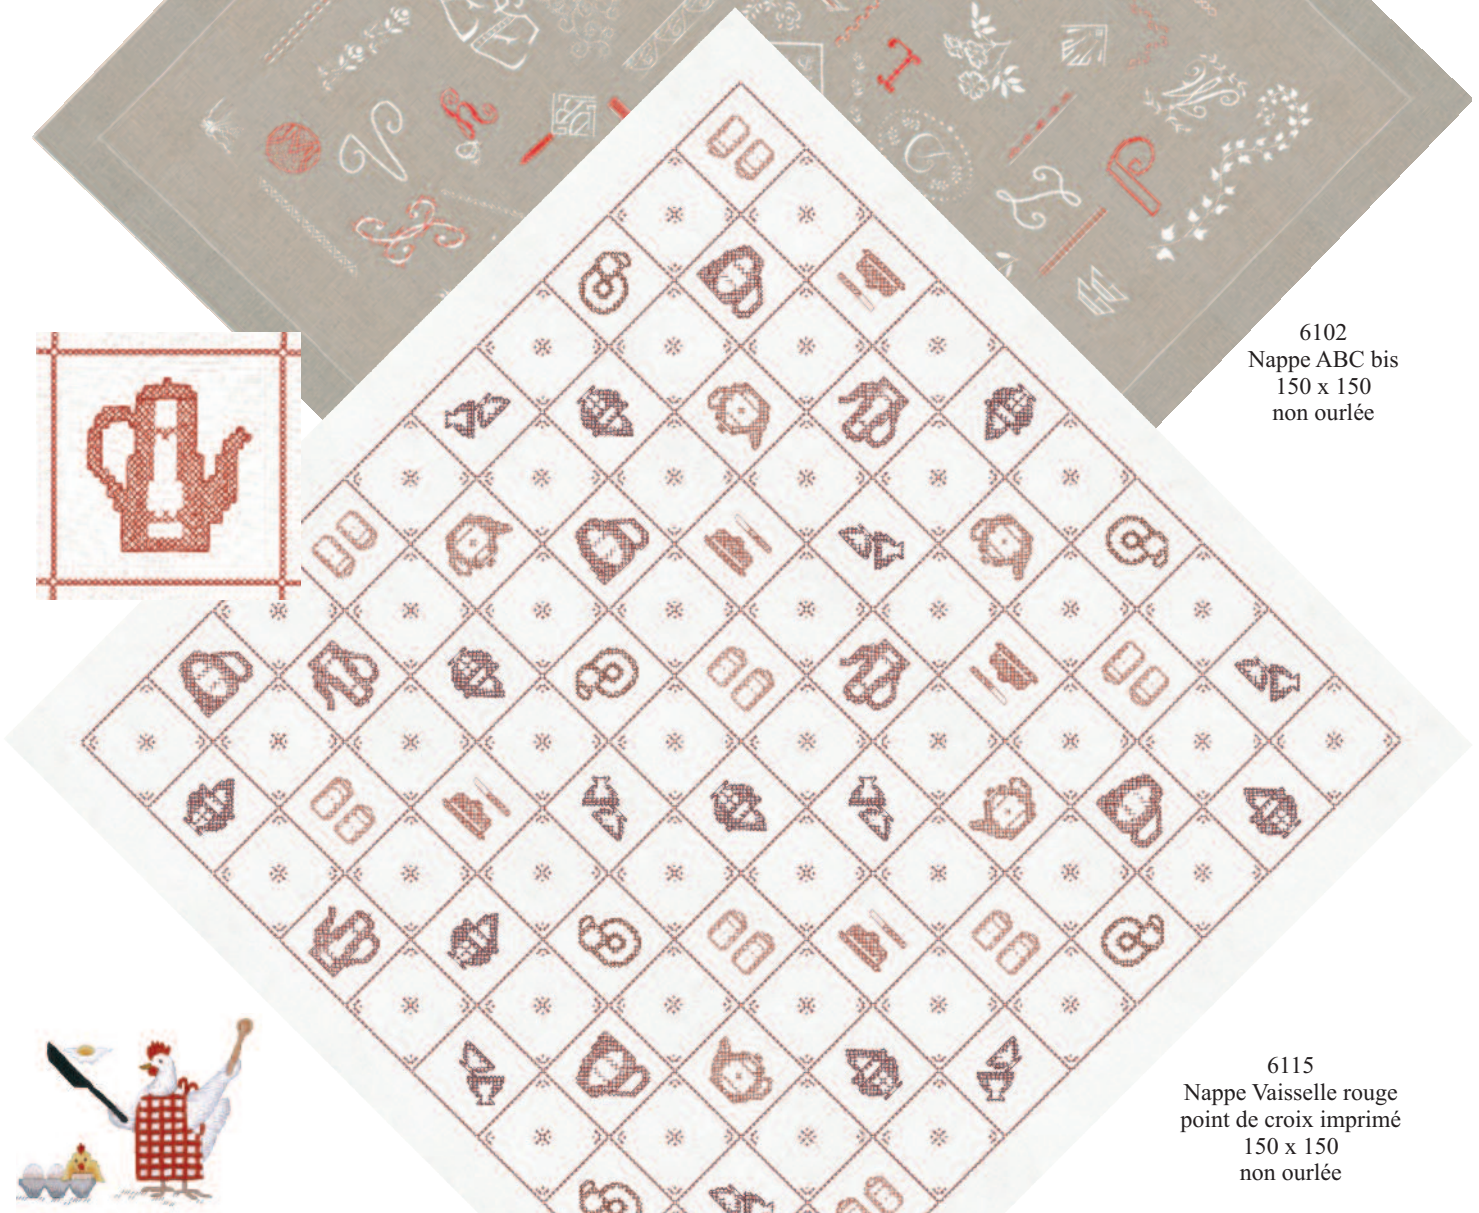 6102
Nappe ABC bis
150 x 150
non ourlée
6115
Nappe Vaisselle rouge
point de croix imprimé
150 x 150
non ourlée